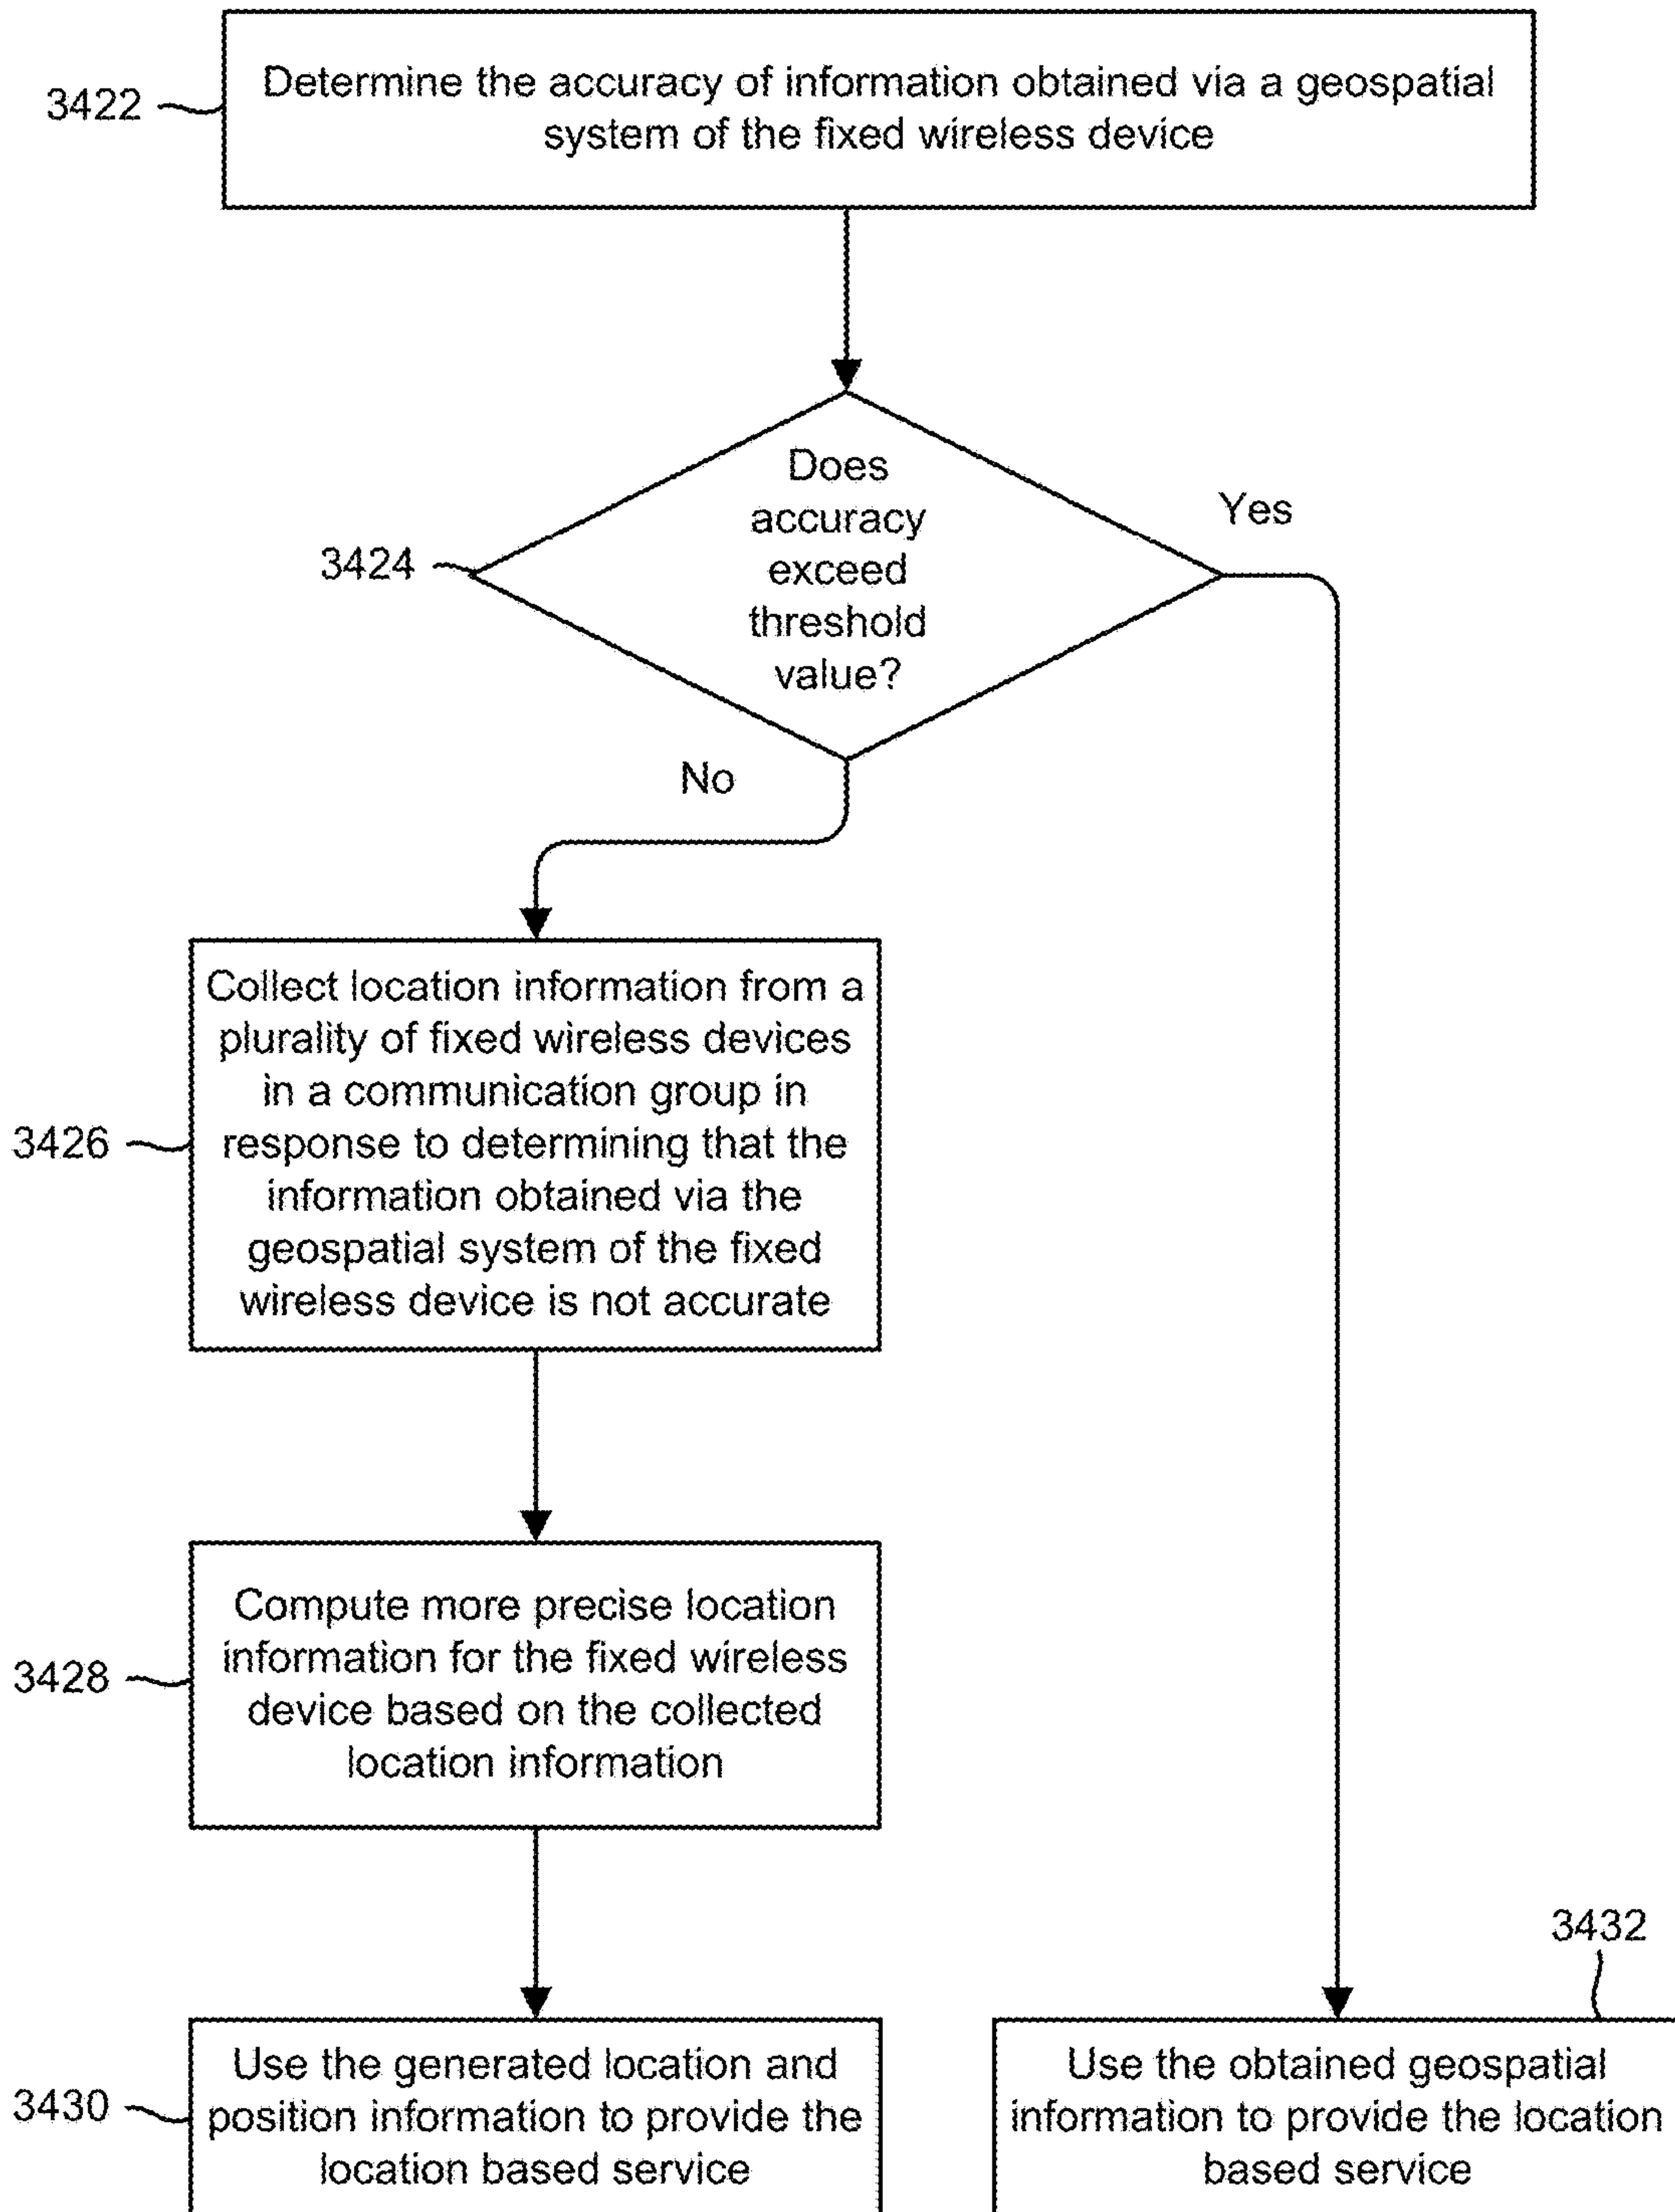 3422
Determine the accuracy of information obtained via a geospatial
system of the fixed wireless device
3424
Does
accuracy
exceed
threshold
value?
Yes
No
3426
Collect location information from a
plurality of fixed wireless devices
in a communication group in
response to determining that the
information obtained via the
geospatial system of the fixed
wireless device is not accurate
3428
Compute more precise location
information for the fixed wireless
device based on the collected
location information
3430
Use the generated location and
position information to provide the
location based service
3432
Use the obtained geospatial
information to provide the location
based service